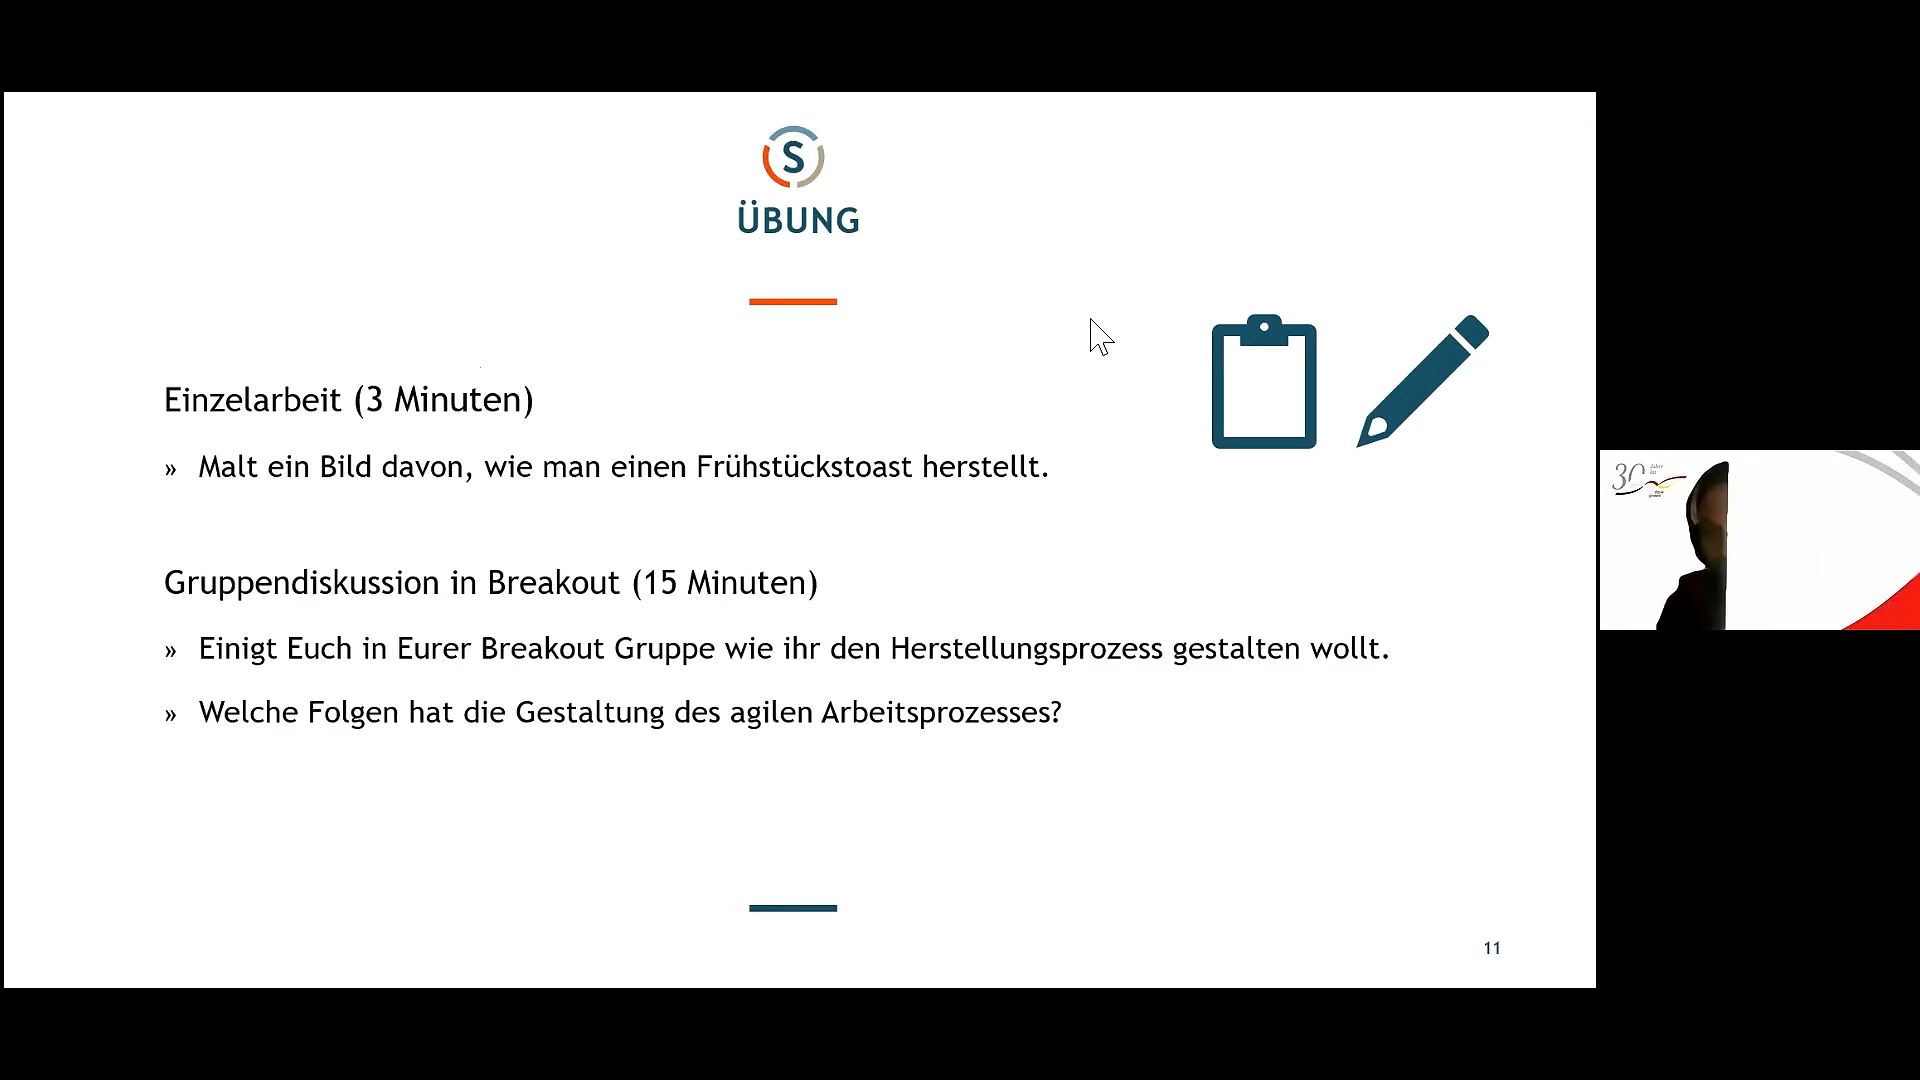 S
ÜBUNG
Einzelarbeit (3 Minuten)
» Malt ein Bild davon, wie man einen Frühstückstoast herstellt.
Gruppendiskussion in Breakout (15 Minuten)
» Einigt Euch in Eurer Breakout Gruppe wie ihr den Herstellungsprozess gestalten wollt.
» Welche Folgen hat die Gestaltung des agilen Arbeitsprozesses?
11
30